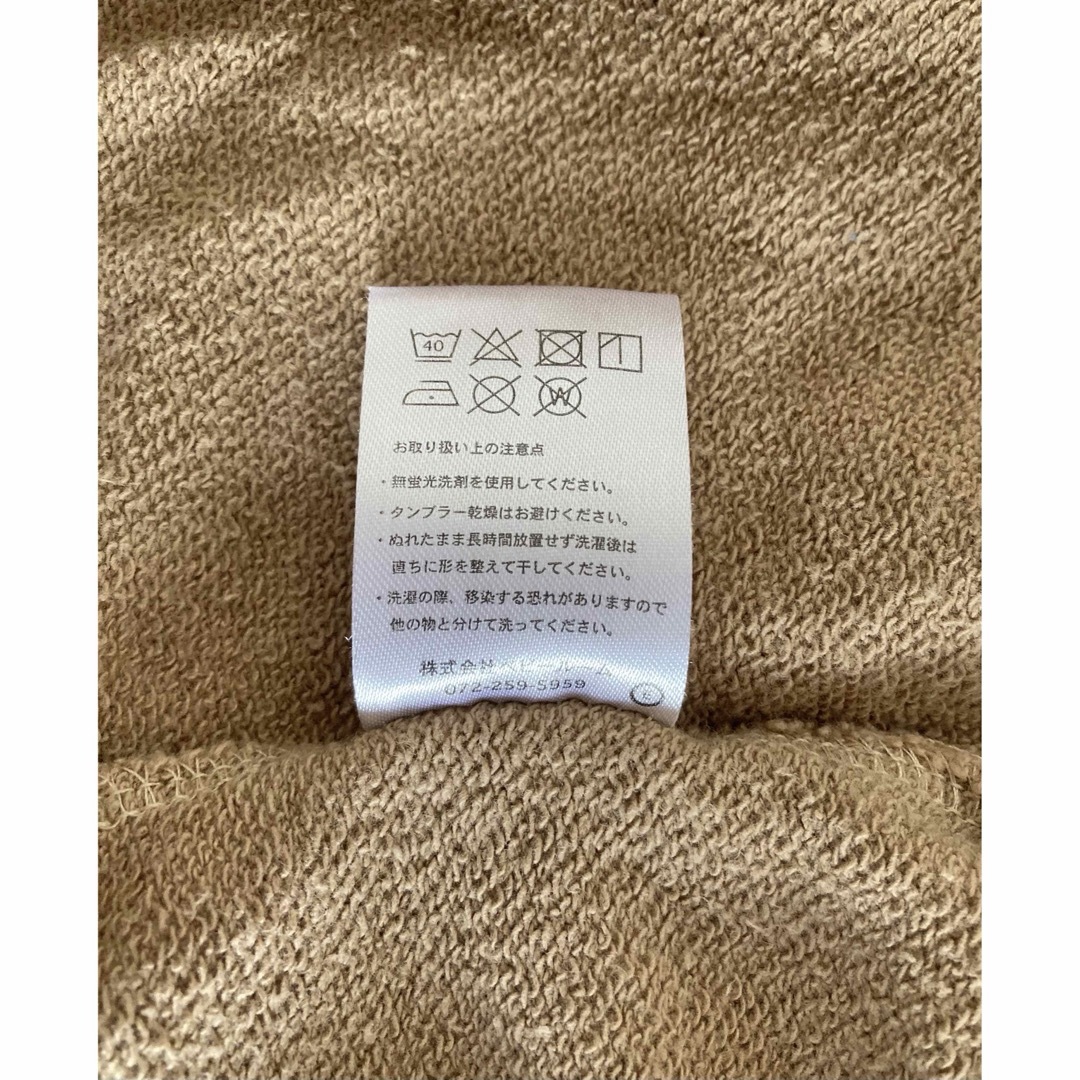 40
W
お取り扱い上の注意点
・無蛍光洗剤を使用してください。
・タンブラー乾燥はお避けください。
・ぬれたまま長時間放置せず洗濯後は
直ちに形を整えて干してください。
・洗濯の際、移染する恐れがありますので
他の物と分けて洗ってください。
株式会社
072-259-5959